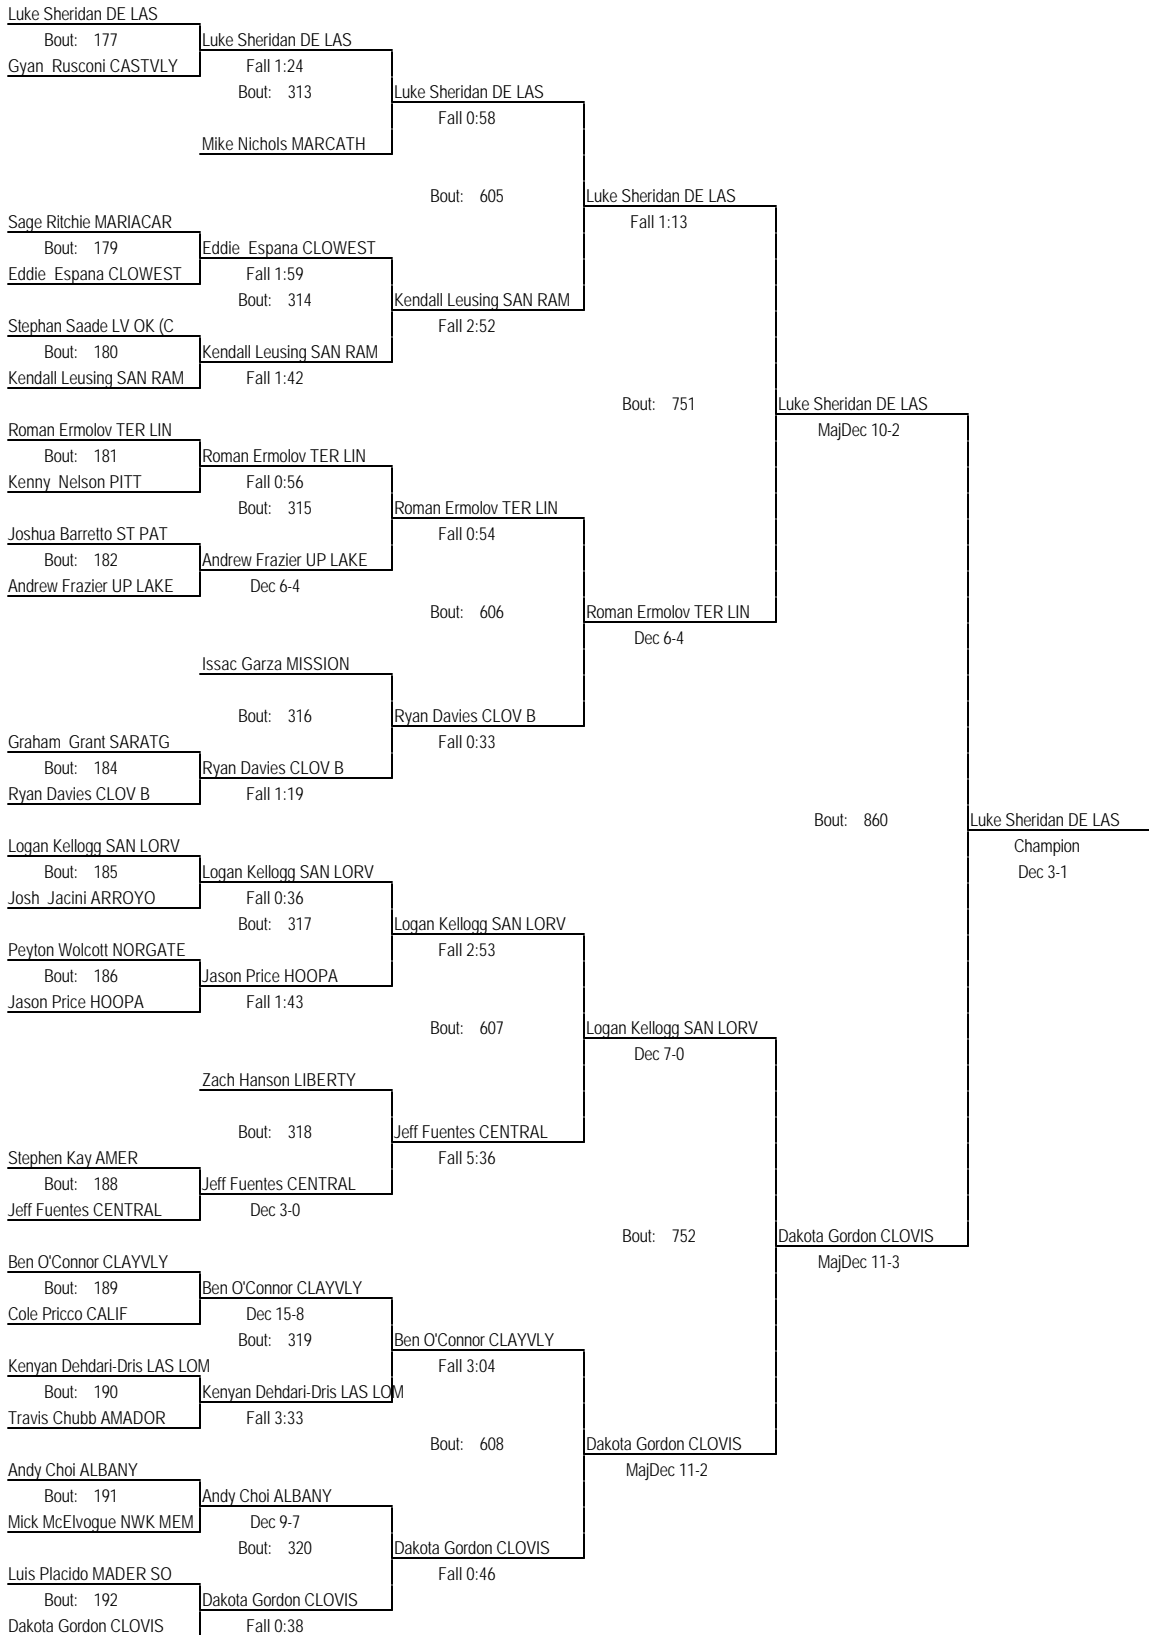 Luke Sheridan DE LAS
Bout: 177
Luke Sheridan DE LAS
Gyan Rusconi CASTVLY
Fall 1:24
Bout: 313
Luke Sheridan DE LAS
Fall 0:58
Mike Nichols MARCATH
Bout: 605
Luke Sheridan DE LAS
Sage Ritchie MARIACAR
Fall 1:13
Bout: 179
Eddie Espana CLOWEST
Eddie Espana CLOWEST
Fall 1:59
Bout: 314
Kendall Leusing SAN RAM
Stephan Saade LV OK (C
Fall 2:52
Bout: 180
Kendall Leusing SAN RAM
Kendall Leusing SAN RAM
Fall 1:42
Bout: 751
Luke Sheridan DE LAS
Roman Ermolov TER LIN
MajDec 10-2
Bout: 181
Roman Ermolov TER LIN
Kenny Nelson PITT
Fall 0:56
Bout: 315
Roman Ermolov TER LIN
Joshua Barretto ST PAT
Fall 0:54
Bout: 182
Andrew Frazier UP LAKE
Andrew Frazier UP LAKE
Dec 6-4
Bout: 606
Roman Ermolov TER LIN
Dec 6-4
Issac Garza MISSION
Bout: 316
Ryan Davies CLOV B
Graham Grant SARATG
Fall 0:33
Bout: 184
Ryan Davies CLOV B
Ryan Davies CLOV B
Fall 1:19
Bout: 860
Luke Sheridan DE LAS
Logan Kellogg SAN LORV
Champion
Bout: 185
Logan Kellogg SAN LORV
Dec 3-1
Josh Jacini ARROYO
Fall 0:36
Bout: 317
Logan Kellogg SAN LORV
Peyton Wolcott NORGATE
Fall 2:53
Bout: 186
Jason Price HOOPA
Jason Price HOOPA
Fall 1:43
Bout: 607
Logan Kellogg SAN LORV
Dec 7-0
Zach Hanson LIBERTY
Bout: 318
Jeff Fuentes CENTRAL
Stephen Kay AMER
Fall 5:36
Bout: 188
Jeff Fuentes CENTRAL
Jeff Fuentes CENTRAL
Dec 3-0
Bout: 752
Dakota Gordon CLOVIS
Ben O'Connor CLAYVLY
MajDec 11-3
Bout: 189
Ben O'Connor CLAYVLY
Cole Pricco CALIF
Dec 15-8
Bout: 319
Ben O'Connor CLAYVLY
Kenyan Dehdari-Dris LAS LOM
Fall 3:04
Bout: 190
Kenyan Dehdari-Dris LAS LOM
Travis Chubb AMADOR
Fall 3:33
Bout: 608
Dakota Gordon CLOVIS
Andy Choi ALBANY
MajDec 11-2
Bout: 191
Andy Choi ALBANY
Mick McElvogue NWK MEM
Dec 9-7
Bout: 320
Dakota Gordon CLOVIS
Luis Placido MADER SO
Fall 0:46
Bout: 192
Dakota Gordon CLOVIS
Dakota Gordon CLOVIS
Fall 0:38